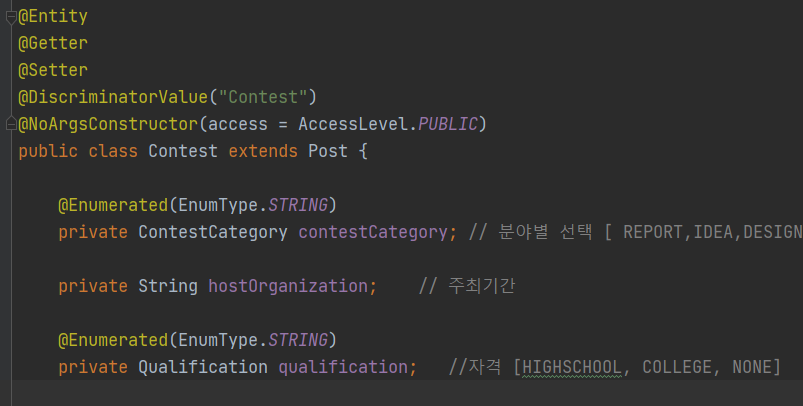 @Entity
@Getter
@Setter
@DiscriminatorValue("Contest")
@NoArgsConstructor(access = AccessLevel.PUBLIC)
public class Contest extends Post {
@Enumerated(EnumType.STRING)
private ContestCategory contestCategory; // 분야별 선택 [ REPORT,IDEA,DESIGN
private String hostOrganization; // 주최기간
@Enumerated(EnumType.STRING)
private Qualification qualification; //자격 [HIGHSCHOOL, COLLEGE, NONE]